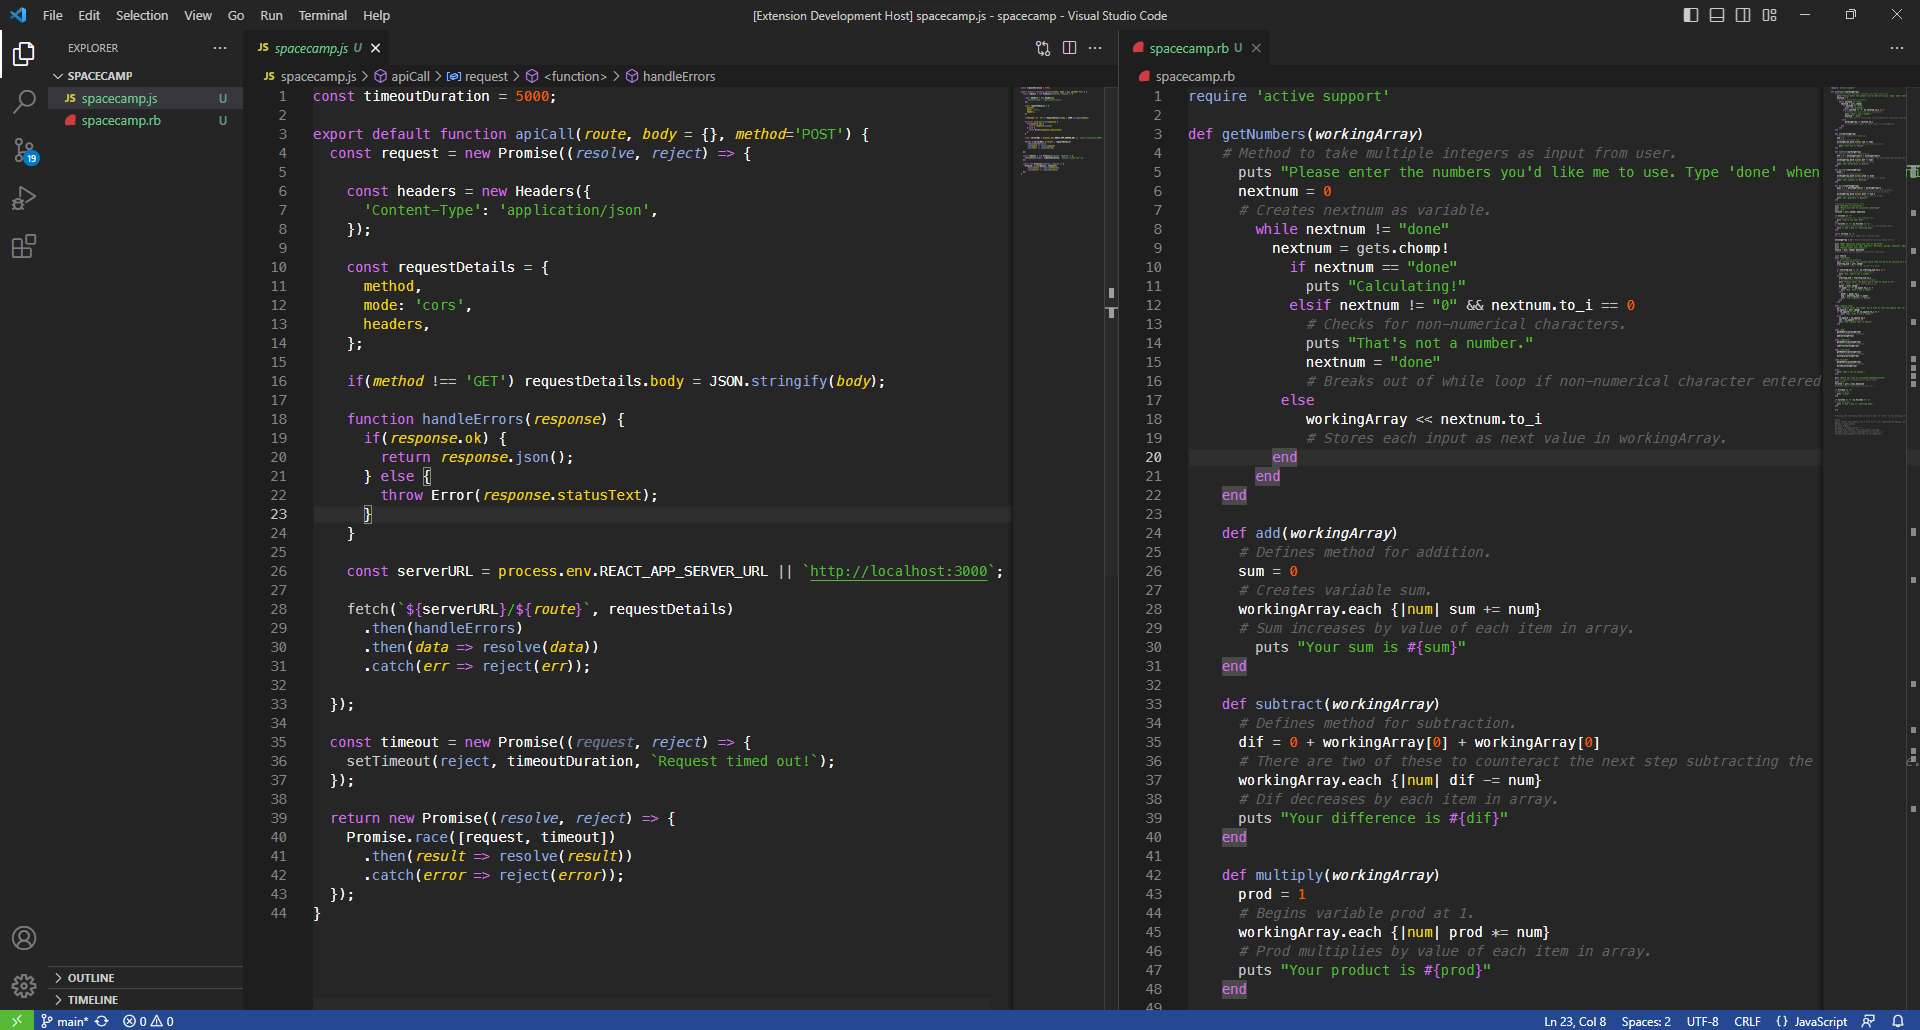 File Edit Selection View Go Run Terminal Help
[Extension Development Host] spacecamp.js - spacecamp - Visual Studio Code
EXPLORER
SPACECAMP
JS spacecamp.js U
spacecamp.rb U
19
OUTLINE
TIMELINE
JS spacecamp.js U
JS spacecamp.js > apiCall > request > <function> > handleErrors
1 const timeoutDuration = 5000;
2
3 export default function apiCall(route, body = {}, method='POST') {
4 const request = new Promise((resolve, reject) => {
5
6 const headers = new Headers({
7 'Content-Type': 'application/json',
8 });
9
10 const requestDetails = {
11 method,
12 mode: 'cors',
13 headers,
14 };
15
16 if(method !== 'GET') requestDetails.body = JSON.stringify(body);
17
18 function handleErrors(response) {
19 if(response.ok) {
20 return response.json();
21 } else {
22 throw Error(response.statusText);
23 }
24 }
25
26 const serverURL = process.env.REACT_APP_SERVER_URL || `http://localhost:3000`;
27
28 fetch(`${serverURL}/${route}`, requestDetails)
29 .then(handleErrors)
30 .then(data => resolve(data))
31 .catch(err => reject(err));
32
33 });
34
35 const timeout = new Promise((request, reject) => {
36 setTimeout(reject, timeoutDuration, `Request timed out!`);
37 });
38
39 return new Promise((resolve, reject) => {
40 Promise.race([request, timeout])
41 .then(result => resolve(result))
42 .catch(error => reject(error));
43 });
44 }
spacecamp.rb U
spacecamp.rb
1 require 'active support'
2
3 def getNumbers(workingArray)
4 # Method to take multiple integers as input from user.
5 puts "Please enter the numbers you'd like me to use. Type 'done' when
6 nextnum = 0
7 # Creates nextnum as variable.
8 while nextnum != "done"
9 nextnum = gets.chomp!
10 if nextnum == "done"
11 puts "Calculating!"
12 elsif nextnum != "0" && nextnum.to_i == 0
13 # Checks for non-numerical characters.
14 puts "That's not a number."
15 nextnum = "done"
16 # Breaks out of while loop if non-numerical character entered
17 else
18 workingArray << nextnum.to_i
19 # Stores each input as next value in workingArray.
20 end
21 end
22 end
23
24 def add(workingArray)
25 # Defines method for addition.
26 sum = 0
27 # Creates variable sum.
28 workingArray.each {|num| sum += num}
29 # Sum increases by value of each item in array.
30 puts "Your sum is #{sum}"
31 end
32
33 def subtract(workingArray)
34 # Defines method for subtraction.
35 dif = 0 + workingArray[0] + workingArray[0]
36 # There are two of these to counteract the next step subtracting the
37 workingArray.each {|num| dif -= num}
38 # Dif decreases by each item in array.
39 puts "Your difference is #{dif}"
40 end
41
42 def multiply(workingArray)
43 prod = 1
44 # Begins variable prod at 1.
45 workingArray.each {|num| prod *= num}
46 # Prod multiplies by value of each item in array.
47 puts "Your product is #{prod}"
48 end
49
main* 0 0
Ln 23, Col 8 Spaces: 2 UTF-8 CRLF {} JavaScript